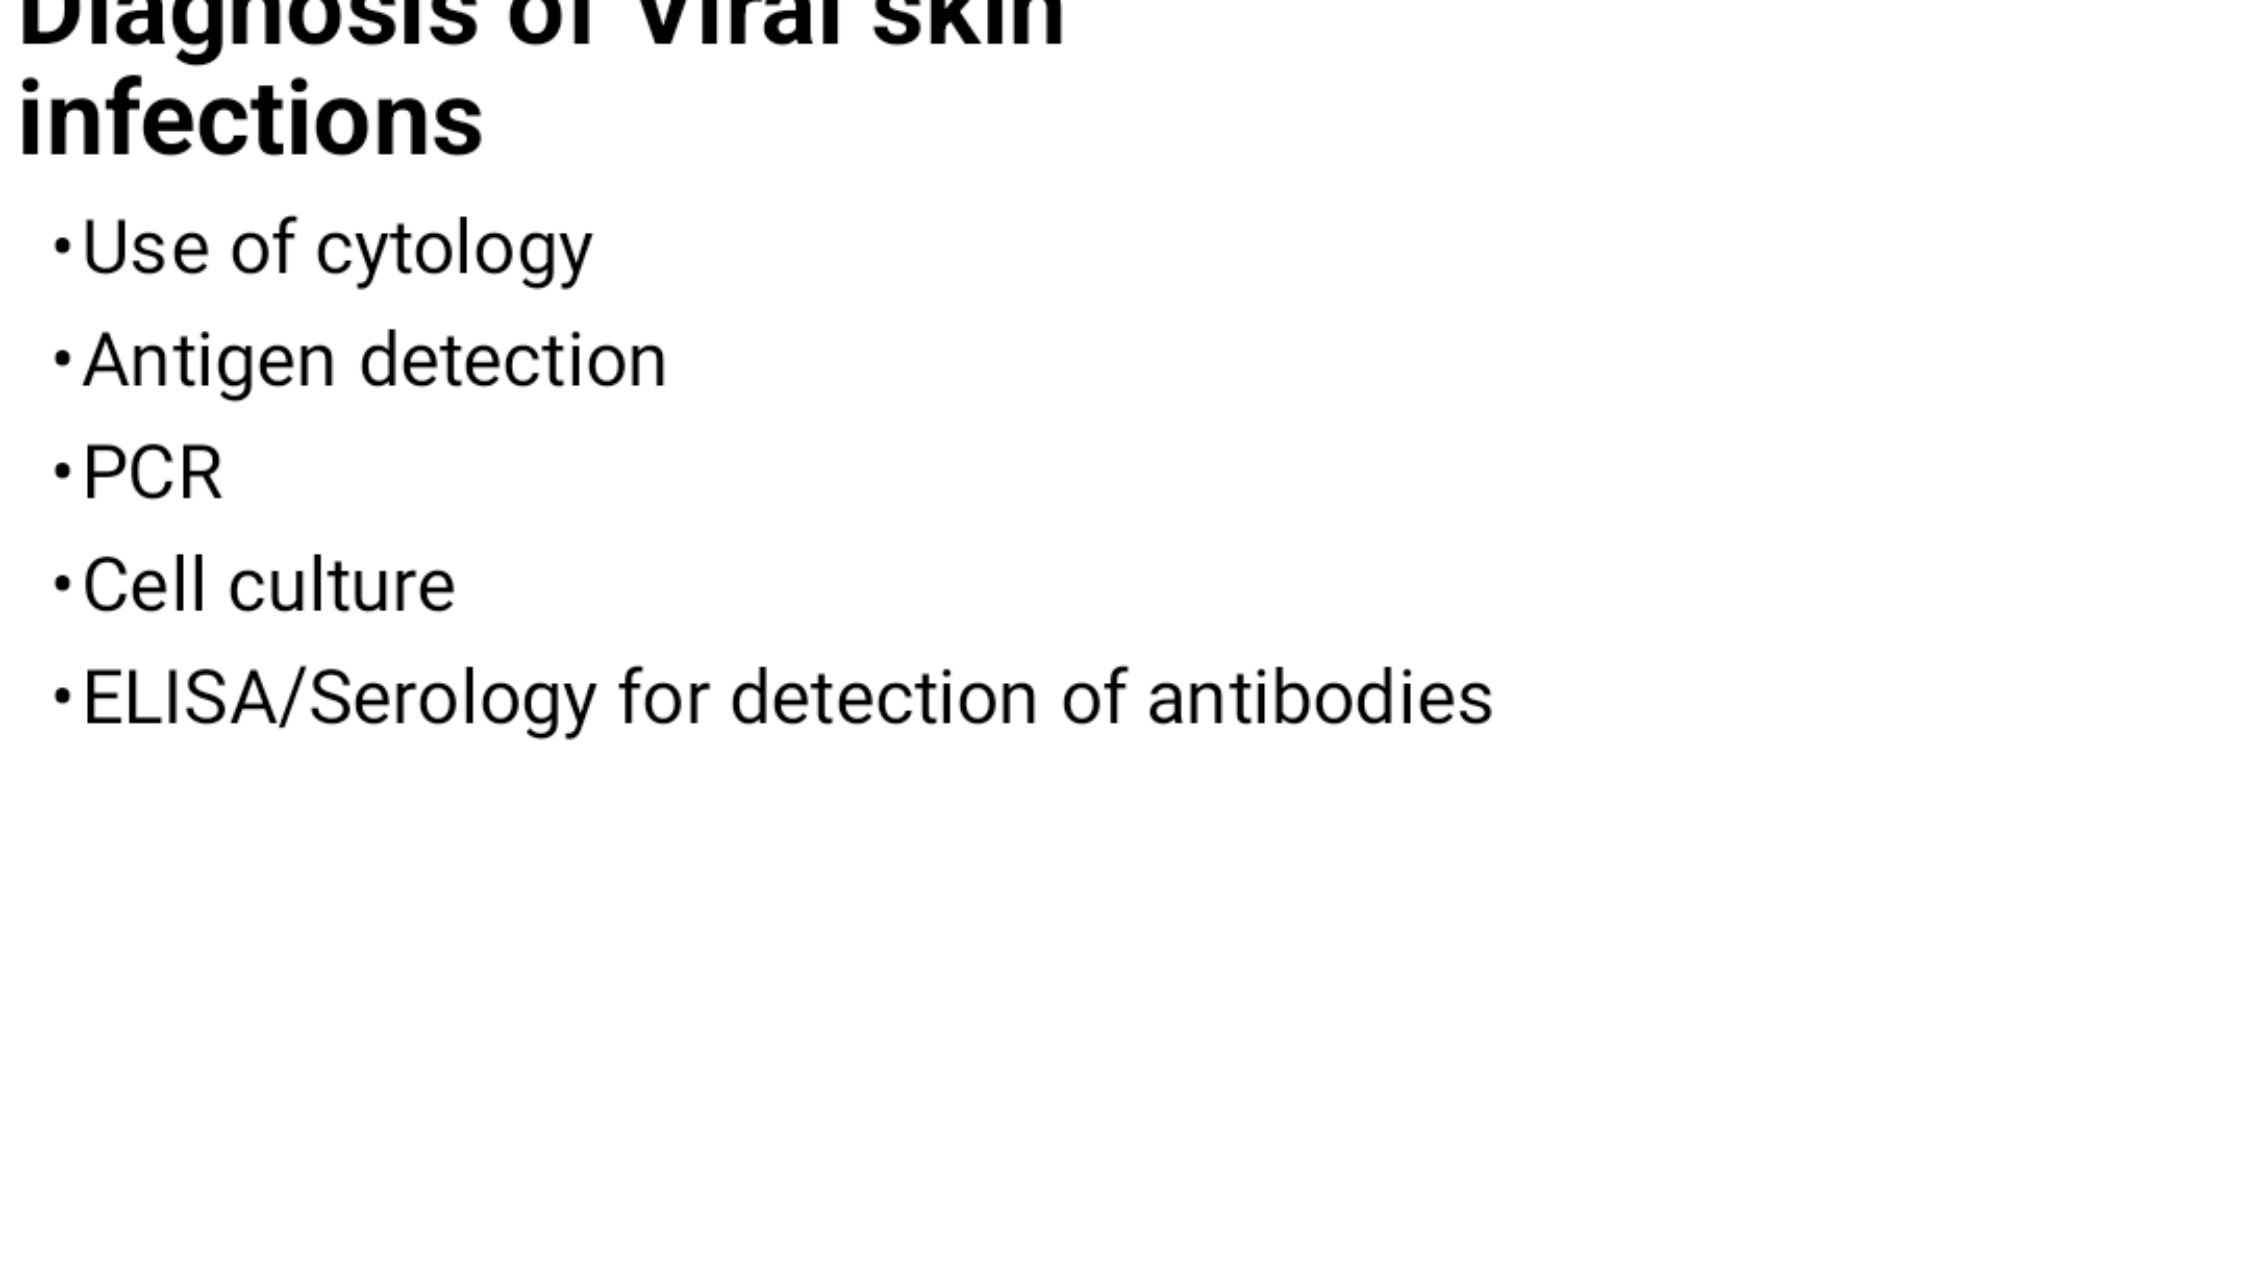 Diagnosis of Viral skin
infections
•Use of cytology
•Antigen detection
•PCR
•Cell culture
•ELISA/Serology for detection of antibodies